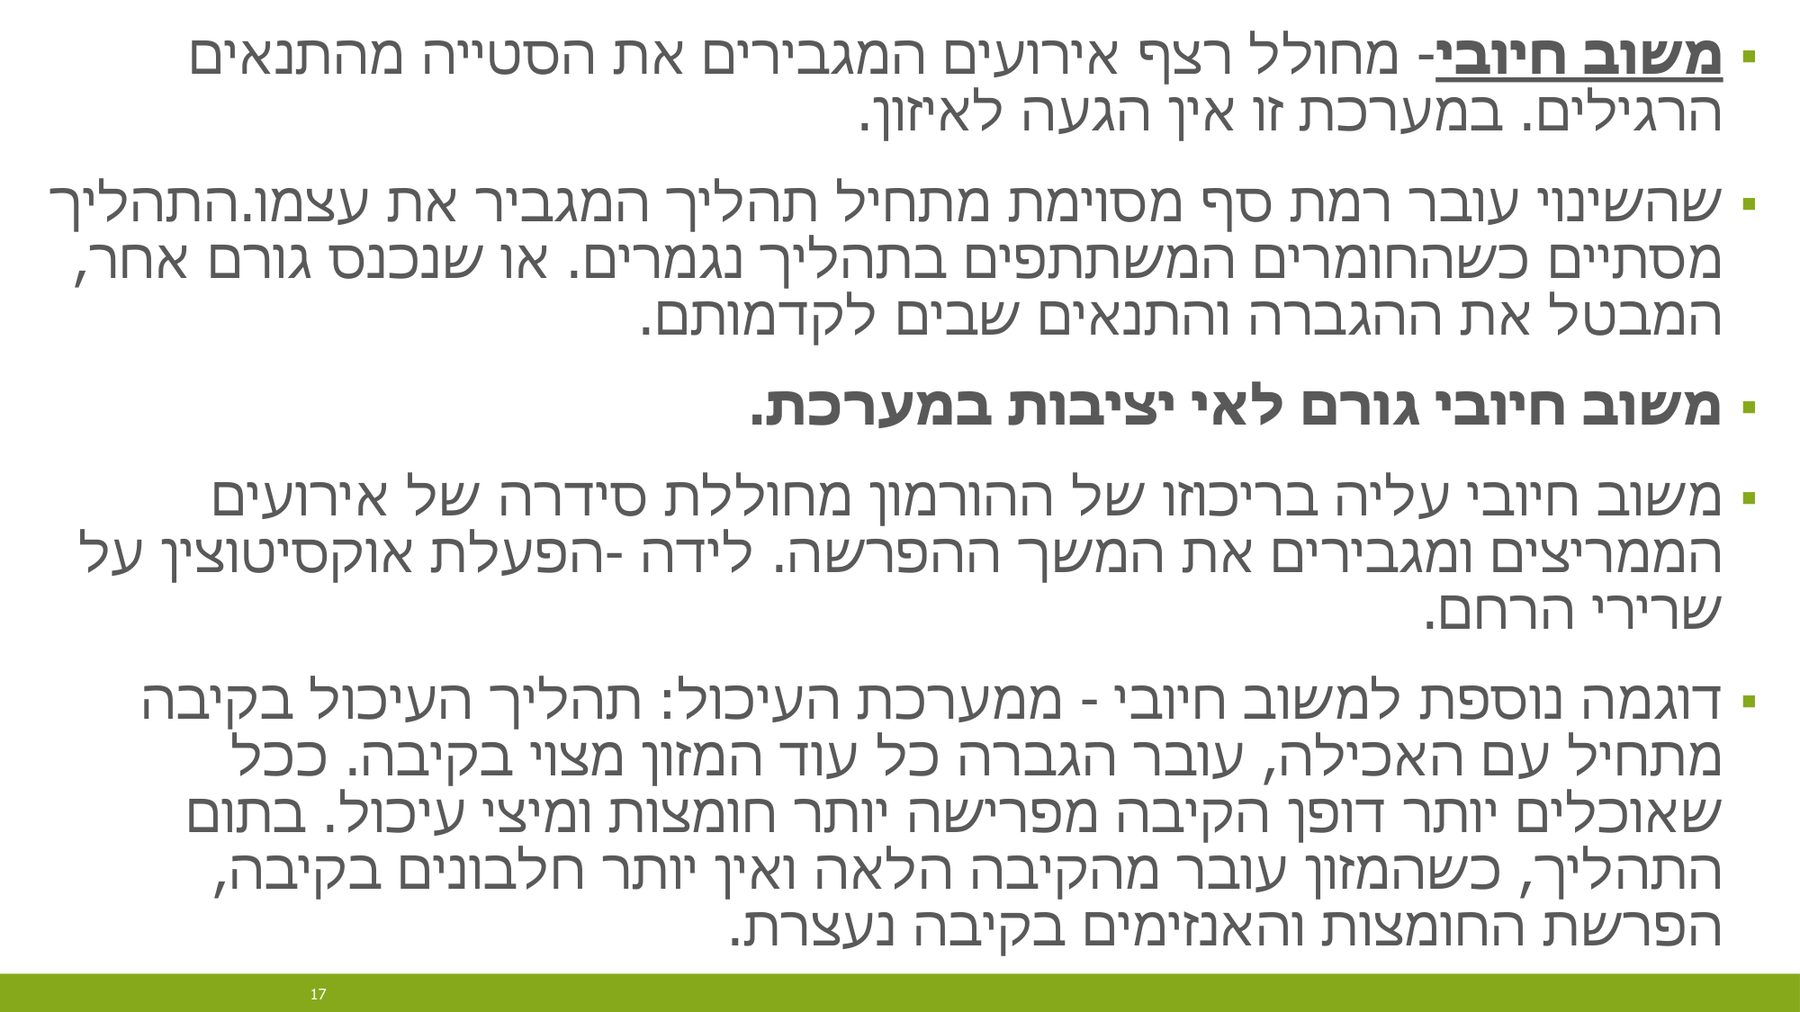 ▪ משוב חיובי- מחולל רצף אירועים המגבירים את הסטייה מהתנאים
הרגילים. במערכת זו אין הגעה לאיזון.
▪ שהשינוי עובר רמת סף מסוימת מתחיל תהליך המגביר את עצמו.התהליך
מסתיים כשהחומרים המשתתפים בתהליך נגמרים. או שנכנס גורם אחר,
המבטל את ההגברה והתנאים שבים לקדמותם.
▪ משוב חיובי גורם לאי יציבות במערכת.
▪ משוב חיובי עליה בריכוזו של ההורמון מחוללת סידרה של אירועים
הממריצים ומגבירים את המשך ההפרשה. לידה -הפעלת אוקסיטוצין על
שרירי הרחם.
▪ דוגמה נוספת למשוב חיובי - ממערכת העיכול: תהליך העיכול בקיבה
מתחיל עם האכילה, עובר הגברה כל עוד המזון מצוי בקיבה. ככל
שאוכלים יותר דופן הקיבה מפרישה יותר חומצות ומיצי עיכול. בתום
התהליך, כשהמזון עובר מהקיבה הלאה ואין יותר חלבונים בקיבה,
הפרשת החומצות והאנזימים בקיבה נעצרת.
17